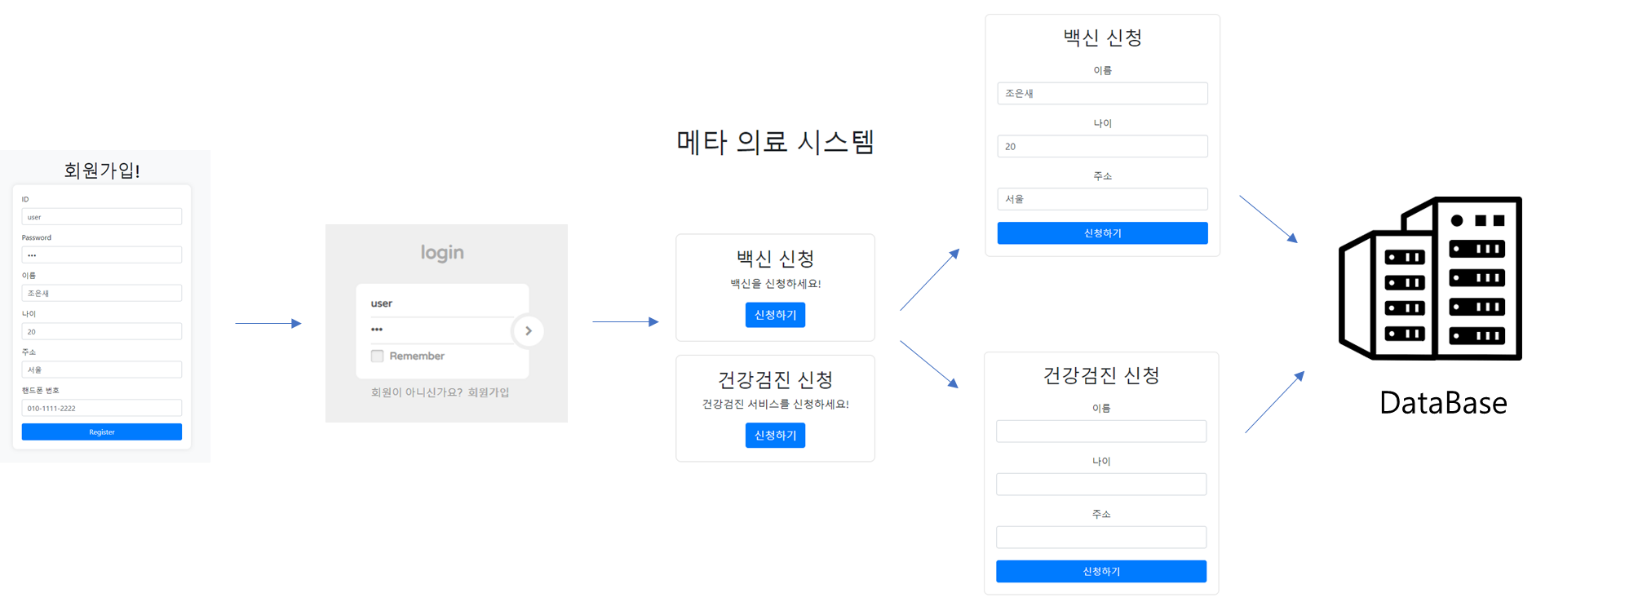 회원가입!
ID
user
Password
•••
이름
조은새
나이
20
주소
서울
핸드폰 번호
010-1111-2222
Register
login
user
•••
Remember
회원이 아니신가요? 회원가입
메타 의료 시스템
백신 신청
백신을 신청하세요!
신청하기
건강검진 신청
건강검진 서비스를 신청하세요!
신청하기
백신 신청
이름
조은새
나이
20
주소
서울
신청하기
건강검진 신청
이름
나이
주소
신청하기
DataBase